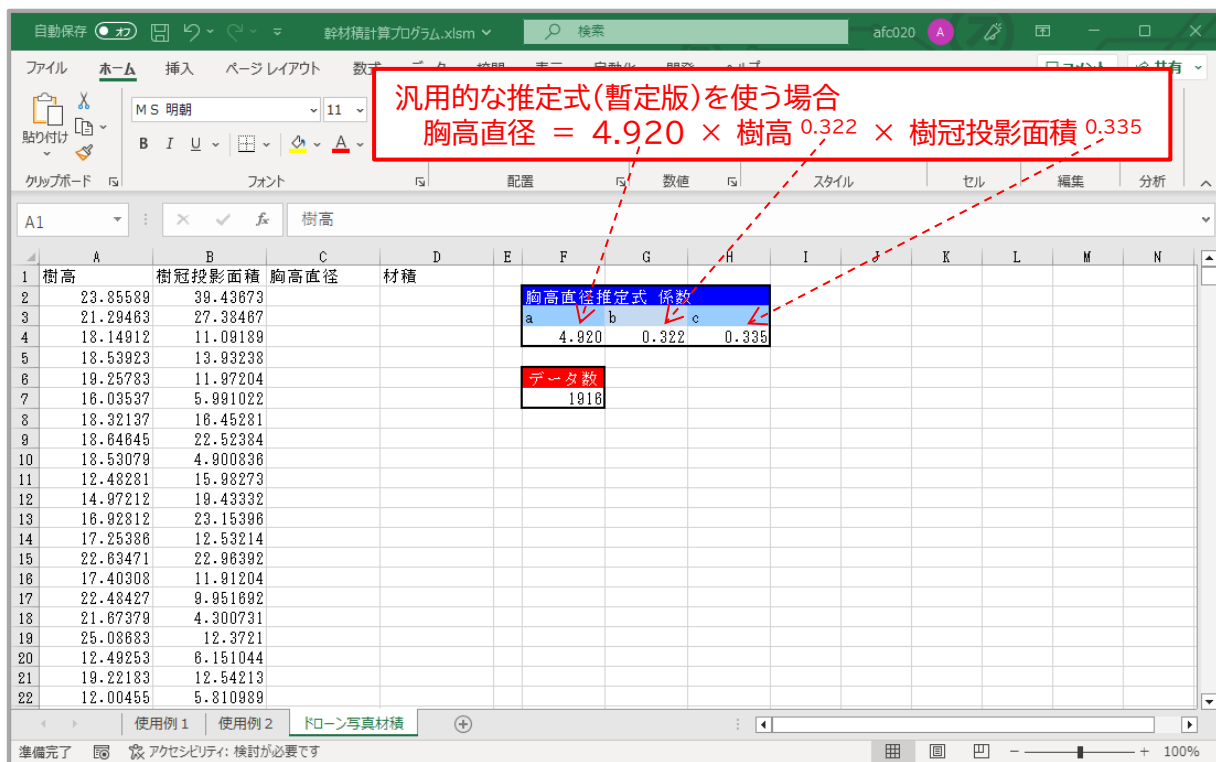 自動保存 オフ 幹材積計算プログラム.xlsm 検索 afc020 A
ファイル ホーム 挿入 ページ レイアウト 共有
汎用的な推定式(暫定版)を使う場合
胸高直径 = 4.920 × 樹高 0.322 × 樹冠投影面積 0.335
貼り付け MS 明朝 11
B I U A
クリップボード フォント 配置 数値 スタイル セル 編集 分析
A1 fx 樹高
A B C D E F G H I J K L M N
1 樹高 樹冠投影面積 胸高直径 材積
2 23.85589 39.43673 胸高直径推定式 係数
3 21.29463 27.38467 a b c
4 18.14912 11.09189 4.920 0.322 0.335
5 18.53923 13.93238
6 19.25783 11.97204 データ数
7 16.03537 5.991022 1916
8 18.32137 16.45281
9 18.64645 22.52384
10 18.53079 4.900836
11 12.48281 15.98273
12 14.97212 19.43332
13 16.92812 23.15396
14 17.25386 12.53214
15 22.63471 22.96392
16 17.40308 11.91204
17 22.48427 9.951692
18 21.67379 4.300731
19 25.08683 12.3721
20 12.49253 6.151044
21 19.22183 12.54213
22 12.00455 5.810989
使用例1 使用例2 ドローン写真材積
準備完了 アクセシビリティ: 検討が必要です 100%